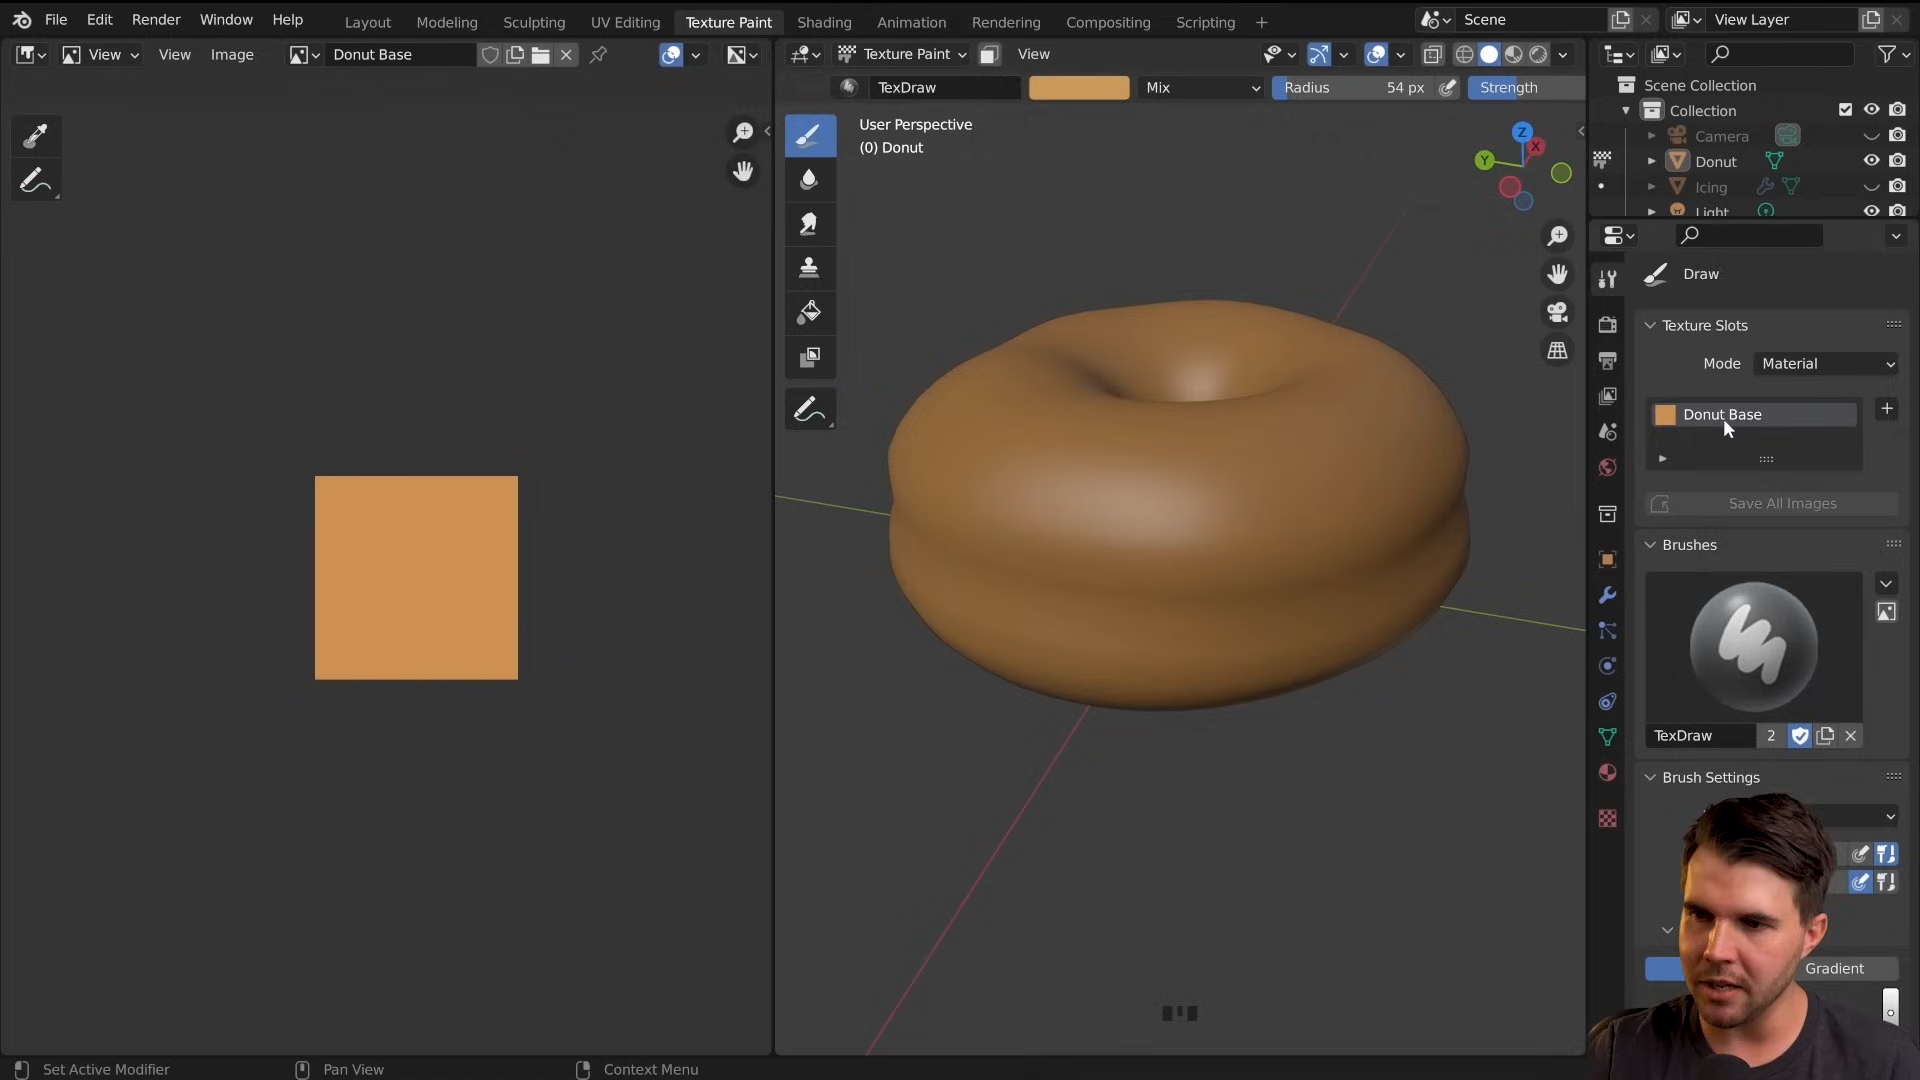 File Edit Render Window Help Layout Modeling Sculpting UV Editing Texture Paint Shading Animation Rendering Compositing Scripting + Scene View Layer
View View Image Donut Base Texture Paint View
TexDraw Mix Radius 54 px Strength
User Perspective
(0) Donut
Z
X
Y
Scene Collection
Collection
Camera
Donut
Icing
Light
Draw
Texture Slots
Mode Material
Donut Base
Save All Images
Brushes
TexDraw 2
Brush Settings
Gradient
Set Active Modifier Pan View Context Menu